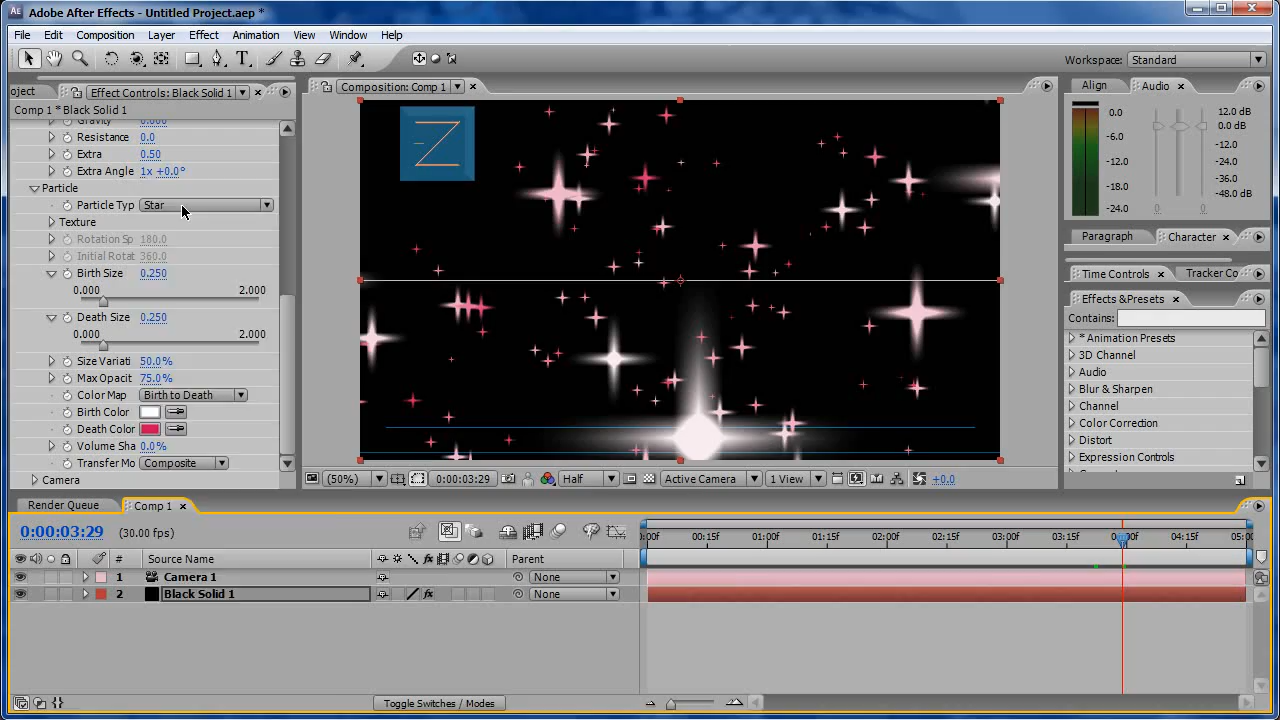 Adobe After Effects - Untitled Project.aep *
File Edit Composition Layer Effect Animation View Window Help
Workspace: Standard
oject Effect Controls: Black Solid 1
Composition: Comp 1
Align Audio
Comp 1 * Black Solid 1
Gravity 0.000
Resistance 0.0
Extra 0.50
Extra Angle 1x +0.0°
Particle
Particle Typ Star
Texture
Rotation Sp 180.0
Initial Rotat 360.0
Birth Size 0.250
0.000 2.000
Death Size 0.250
0.000 2.000
Size Variati 50.0%
Max Opacit 75.0%
Color Map Birth to Death
Birth Color
Death Color
Volume Sha 0.0%
Transfer Mo Composite
Camera
Z
(50%) 0:00:03:29 Half Active Camera 1 View +0.0
0.0 12.0 dB
-6.0 0.0 dB
-12.0 -12.0
-18.0 -24.0
-24.0 -36.0
-48.0 dB
0 0
Paragraph Character
Time Controls Tracker Co
Effects & Presets
Contains:
* Animation Presets
3D Channel
Audio
Blur & Sharpen
Channel
Color Correction
Distort
Expression Controls
Render Queue Comp 1
0:00:03:29 (30.00 fps)
:00f 00:15f 01:00f 01:15f 02:00f 02:15f 03:00f 03:15f 04:15f 05:00
# Source Name fx Parent
1 Camera 1 None
2 Black Solid 1 fx None
Toggle Switches / Modes